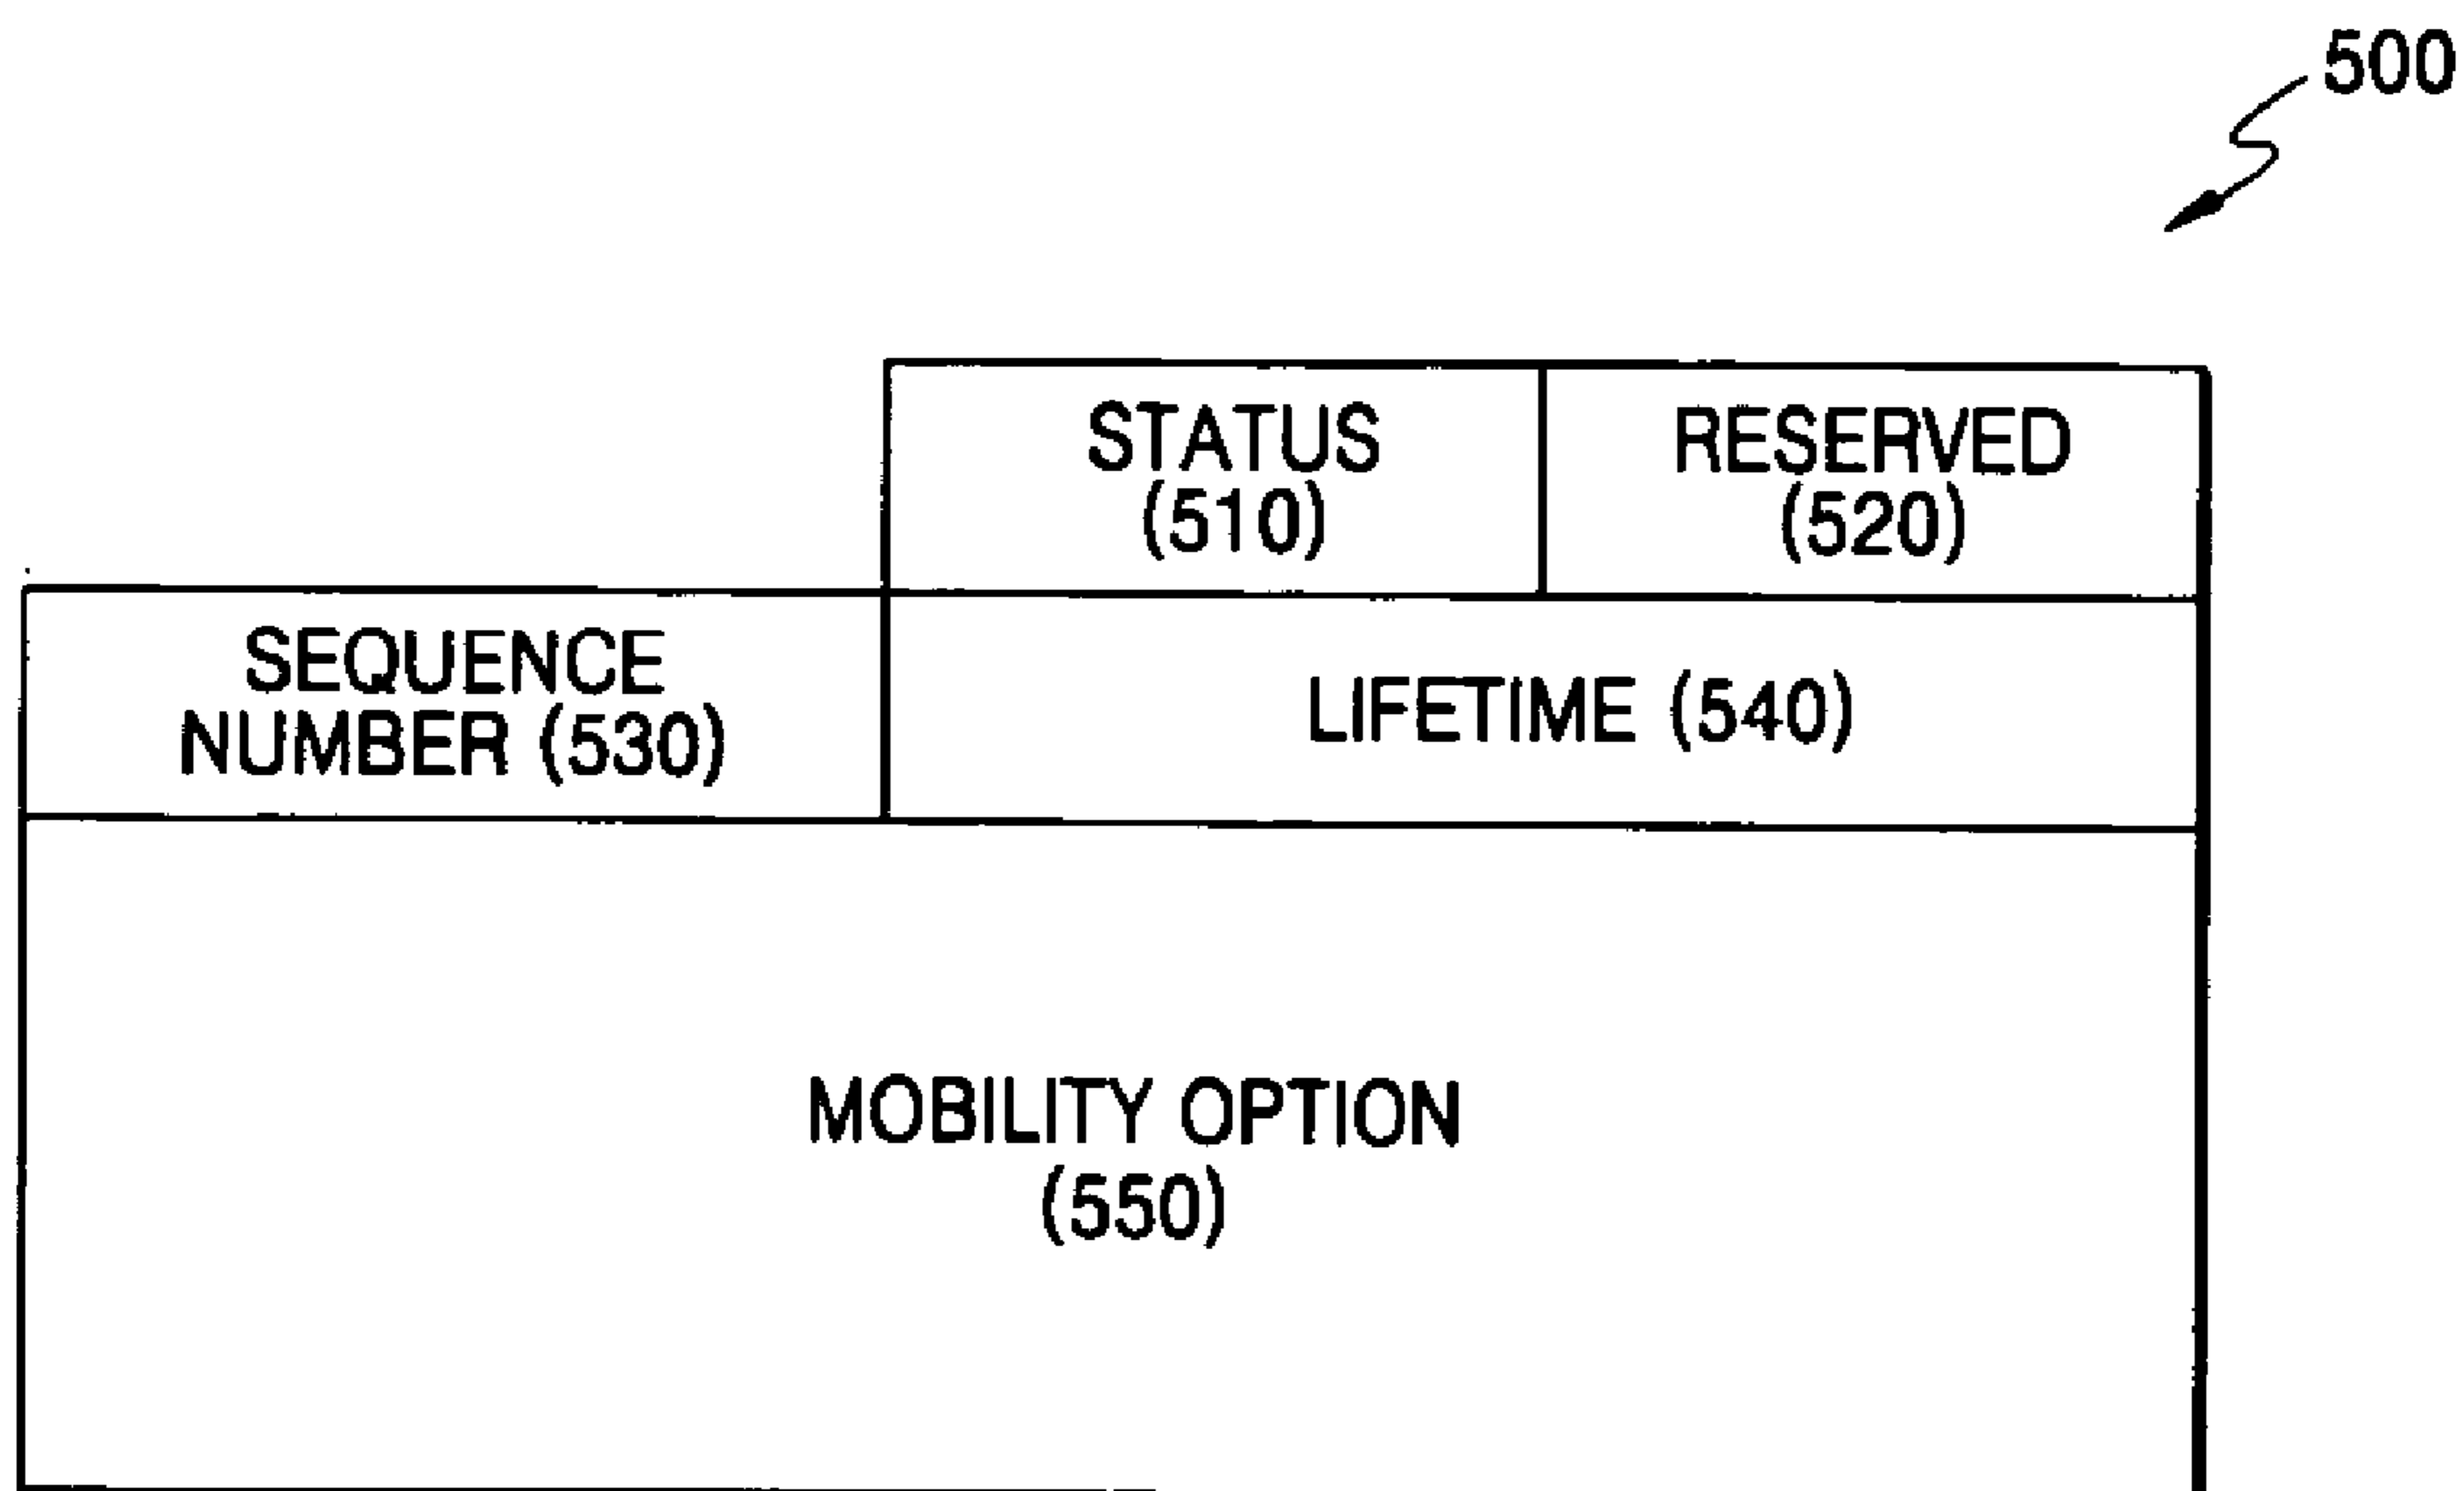 500
STATUS
(510)
RESERVED
(520)
SEQUENCE
NUMBER (530)
LIFETIME (540)
MOBILITY OPTION
(550)